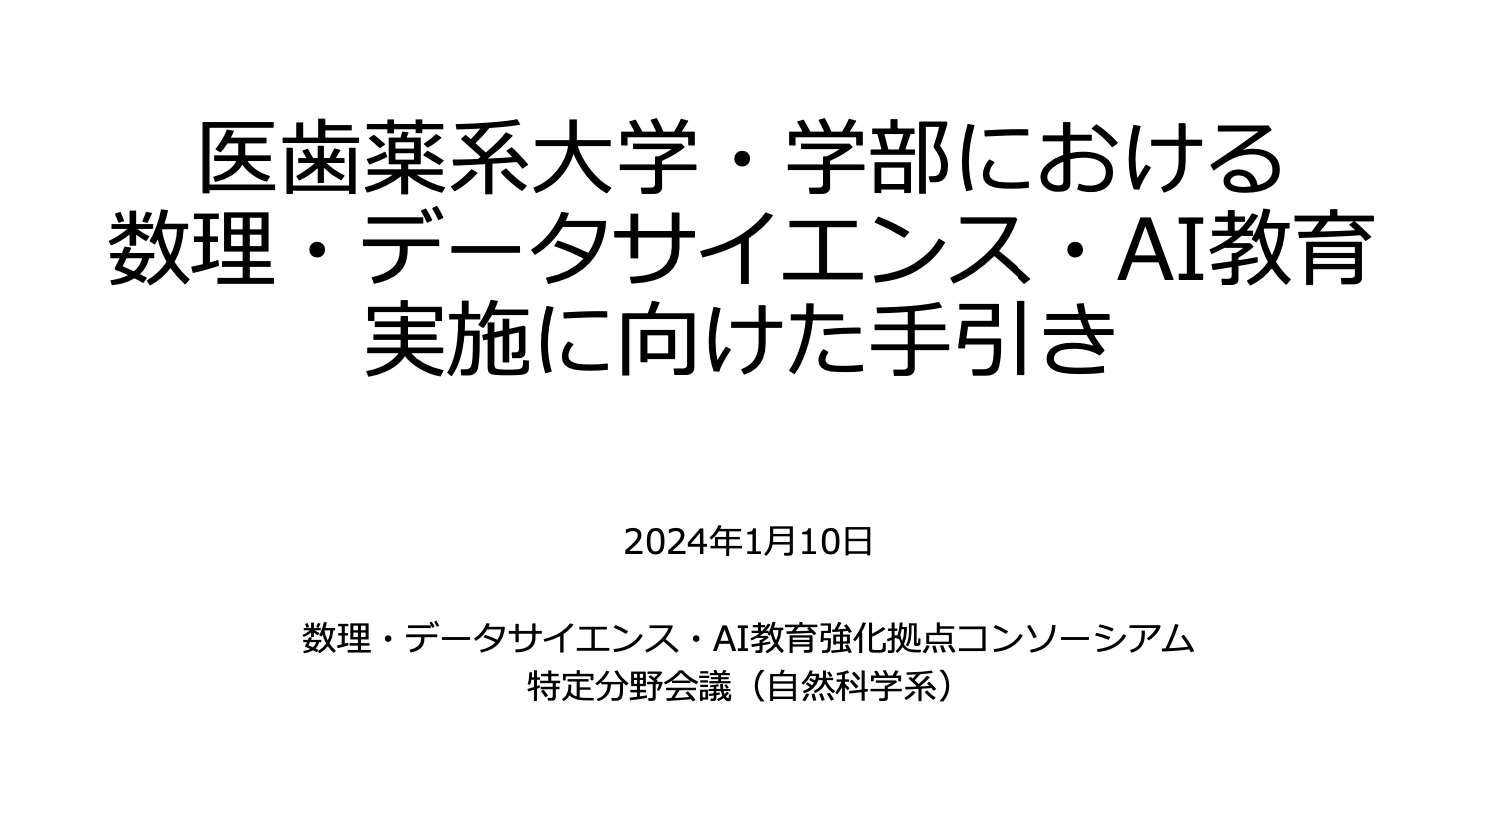 医歯薬系大学・学部における
数理・データサイエンス・AI教育
実施に向けた手引き
2024年1月10日
数理・データサイエンス・AI教育強化拠点コンソーシアム
特定分野会議（自然科学系）